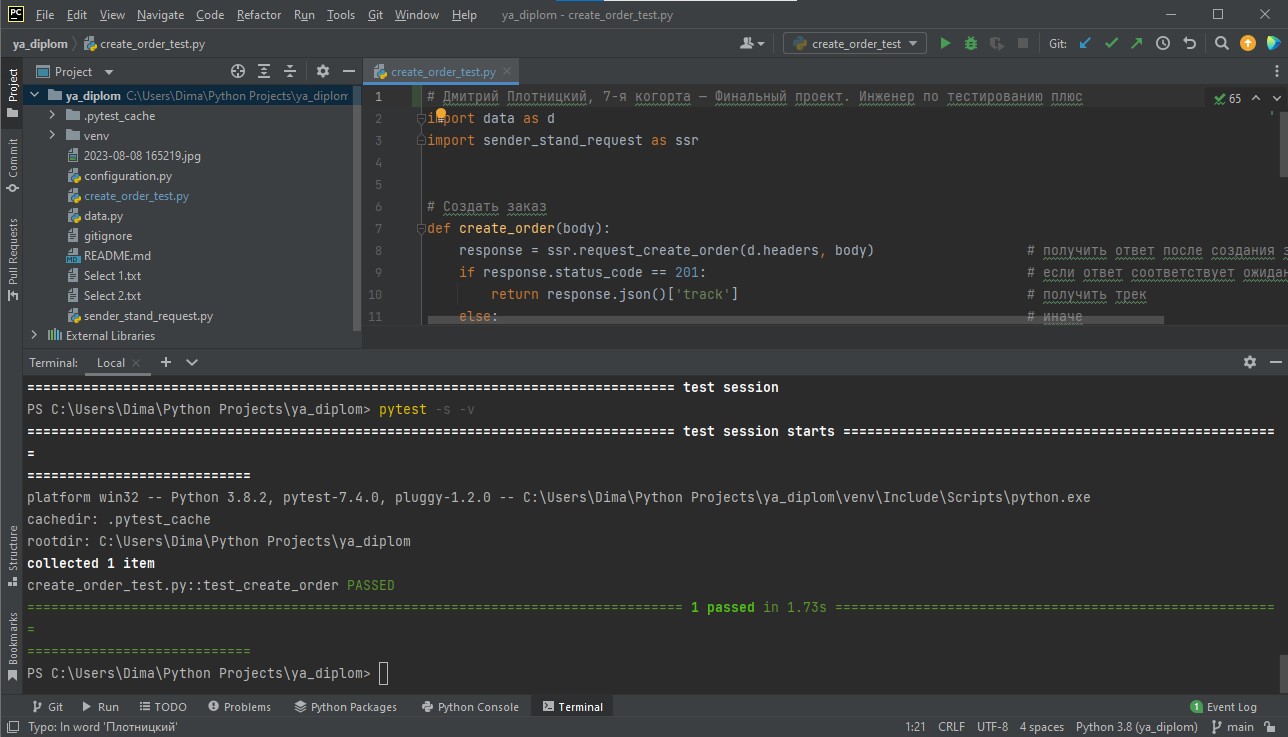 PC File Edit View Navigate Code Refactor Run Tools Git Window Help ya_diplom - create_order_test.py
ya_diplom create_order_test.py create_order_test Git:
Project create_order_test.py
ya_diplom C:\Users\Dima\Python Projects\ya_diplom
.pytest_cache
venv
2023-08-08 165219.jpg
configuration.py
create_order_test.py
data.py
gitignore
README.md
Select 1.txt
Select 2.txt
sender_stand_request.py
External Libraries
Project
Commit
Pull Requests
Structure
Bookmarks
1 # Дмитрий Плотницкий, 7-я когорта — Финальный проект. Инженер по тестированию плюс 65
2 import data as d
3 import sender_stand_request as ssr
4
5
6 # Создать заказ
7 def create_order(body):
8 response = ssr.request_create_order(d.headers, body) # получить ответ после создания з
9 if response.status_code == 201: # если ответ соответствует ожидан
10 return response.json()['track'] # получить трек
11 else: # иначе
Terminal: Local
================================================================================= test session
PS C:\Users\Dima\Python Projects\ya_diplom> pytest -s -v
================================================================================= test session starts ======================================================
=
============================
platform win32 -- Python 3.8.2, pytest-7.4.0, pluggy-1.2.0 -- C:\Users\Dima\Python Projects\ya_diplom\venv\Include\Scripts\python.exe
cachedir: .pytest_cache
rootdir: C:\Users\Dima\Python Projects\ya_diplom
collected 1 item
create_order_test.py::test_create_order PASSED
================================================================================== 1 passed in 1.73s =======================================================
=
============================
PS C:\Users\Dima\Python Projects\ya_diplom>
Git Run TODO Problems Python Packages Python Console Terminal 1 Event Log
Typo: In word 'Плотницкий' 1:21 CRLF UTF-8 4 spaces Python 3.8 (ya_diplom) main